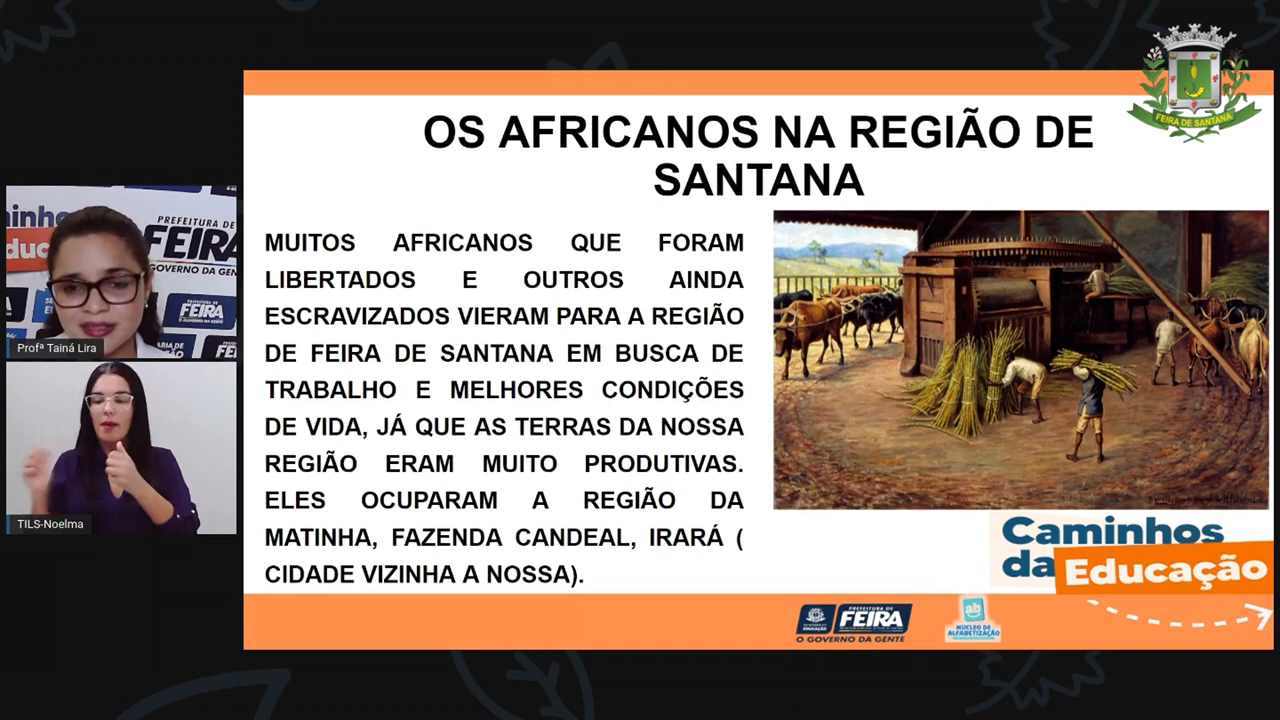 FEIRA DE SANTANA
OS AFRICANOS NA REGIÃO DE
SANTANA
MUITOS AFRICANOS QUE FORAM
LIBERTADOS E OUTROS AINDA
ESCRAVIZADOS VIERAM PARA A REGIÃO
DE FEIRA DE SANTANA EM BUSCA DE
TRABALHO E MELHORES CONDIÇÕES
DE VIDA, JÁ QUE AS TERRAS DA NOSSA
REGIÃO ERAM MUITO PRODUTIVAS.
ELES OCUPARAM A REGIÃO DA
MATINHA, FAZENDA CANDEAL, IRARÁ (
CIDADE VIZINHA A NOSSA).
PREFEITURA DE
FEIRA
GOVERNO DA GENTE
FEIRA
Profª Tainá Lira
TILS-Noelma
Caminhos
da Educação
EDUCAÇÃO
PREFEITURA DE
FEIRA
O GOVERNO DA GENTE
ab
NÚCLEO DE
ALFABETIZAÇÃO